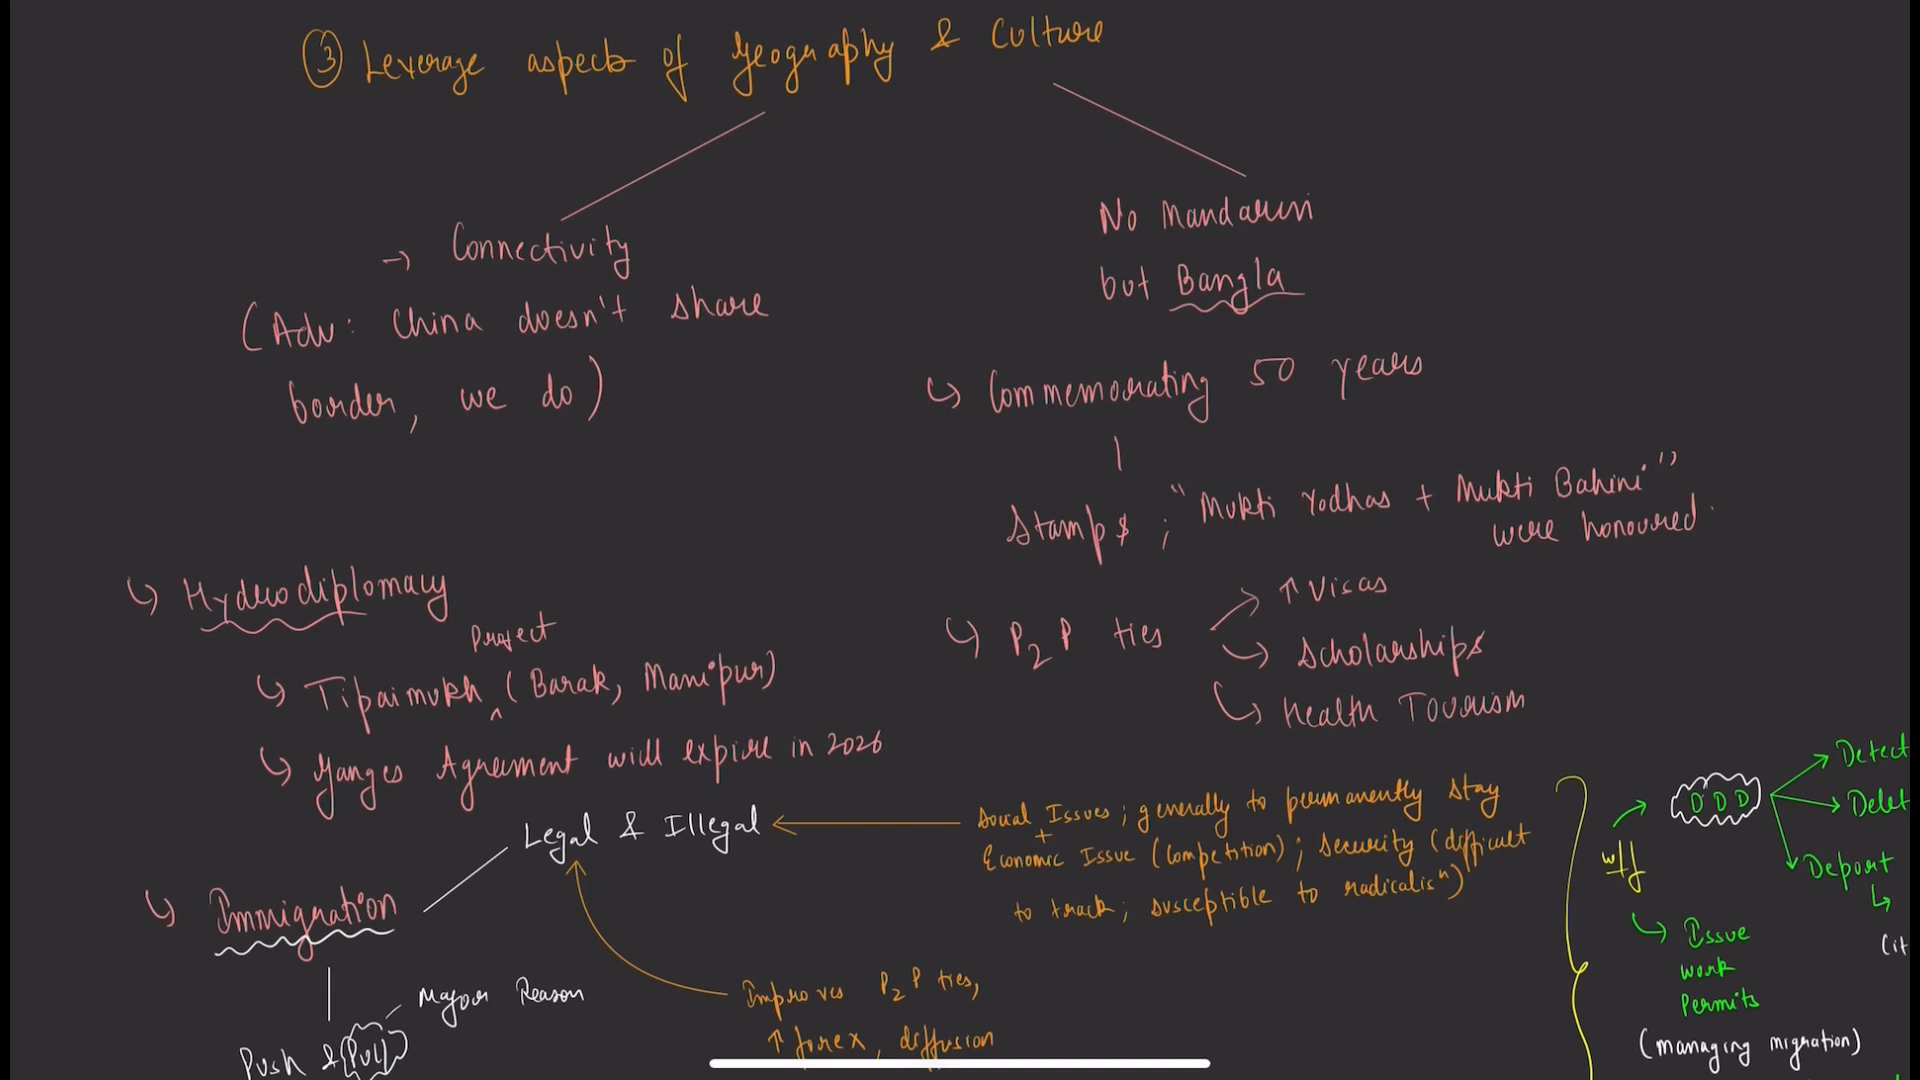 ③ Leverage aspects of Geography & Culture
→ Connectivity
(Adv: China doesn't share
border, we do)
No Mandarin
but Bangla
↳ Commemorating 50 years
Stamps ; "Mukti Yodhas + Mukti Bahini"
were honoured.
↳ Hydrodiplomacy
Project
↳ Tipaimukh ^ (Barak, Manipur)
↳ Ganges Agreement will expire in 2026
↳ P2P ties
↑ Visas
Scholarships
Health Tourism
↳ Immigration
Legal & Illegal
Social Issues ; generally to permanently stay
+
Economic Issue (Competition) ; security (difficult
to track; susceptible to radicalisⁿ)
Improves P2P ties,
↑ forex, diffusion
Push & (Pull)
Major Reason
w/f
DDD
Detect
Delet
Deport
↳
(it
↳ Issue
work
Permits
(managing migration)